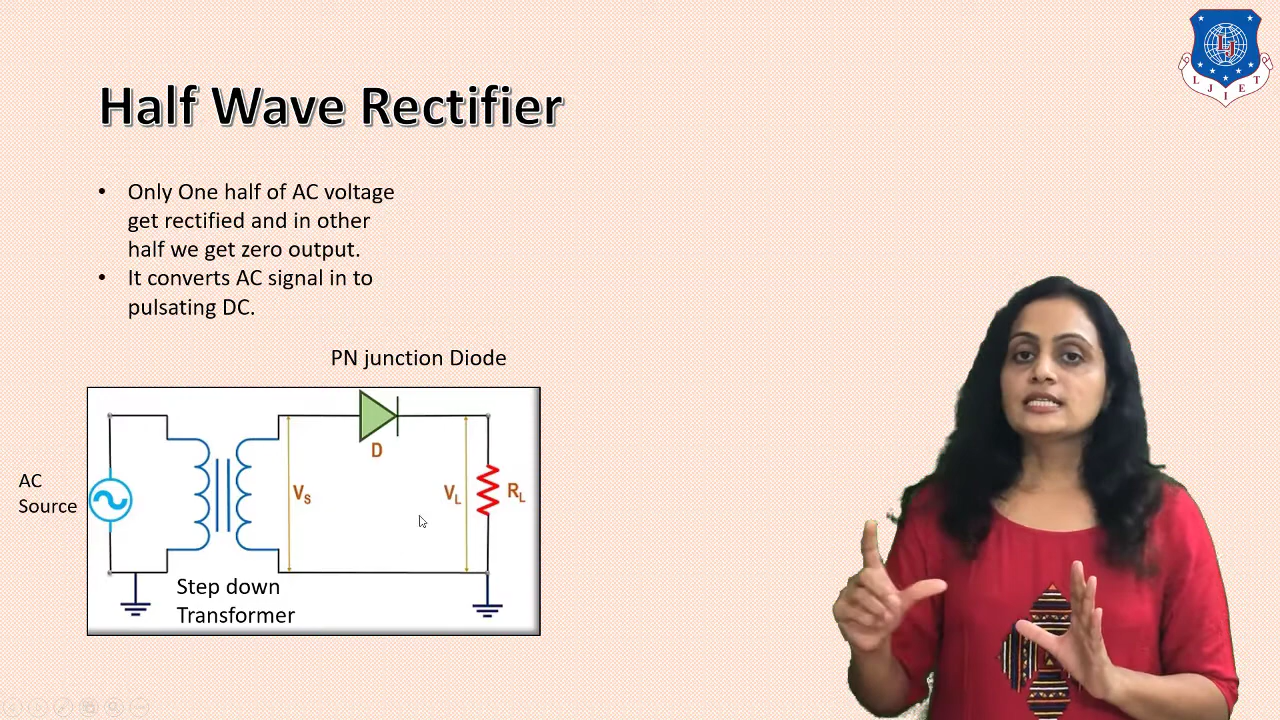 Half Wave Rectifier
• Only One half of AC voltage
get rectified and in other
half we get zero output.
• It converts AC signal in to
pulsating DC.
PN junction Diode
D
AC
Source
VS
VL
RL
Step down
Transformer
LJ
L J I E T